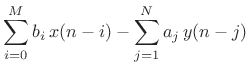 \sum_{i=0}^{M} b_i \, x(n-i) - \sum_{j=1}^{N} a_j \, y(n-j)